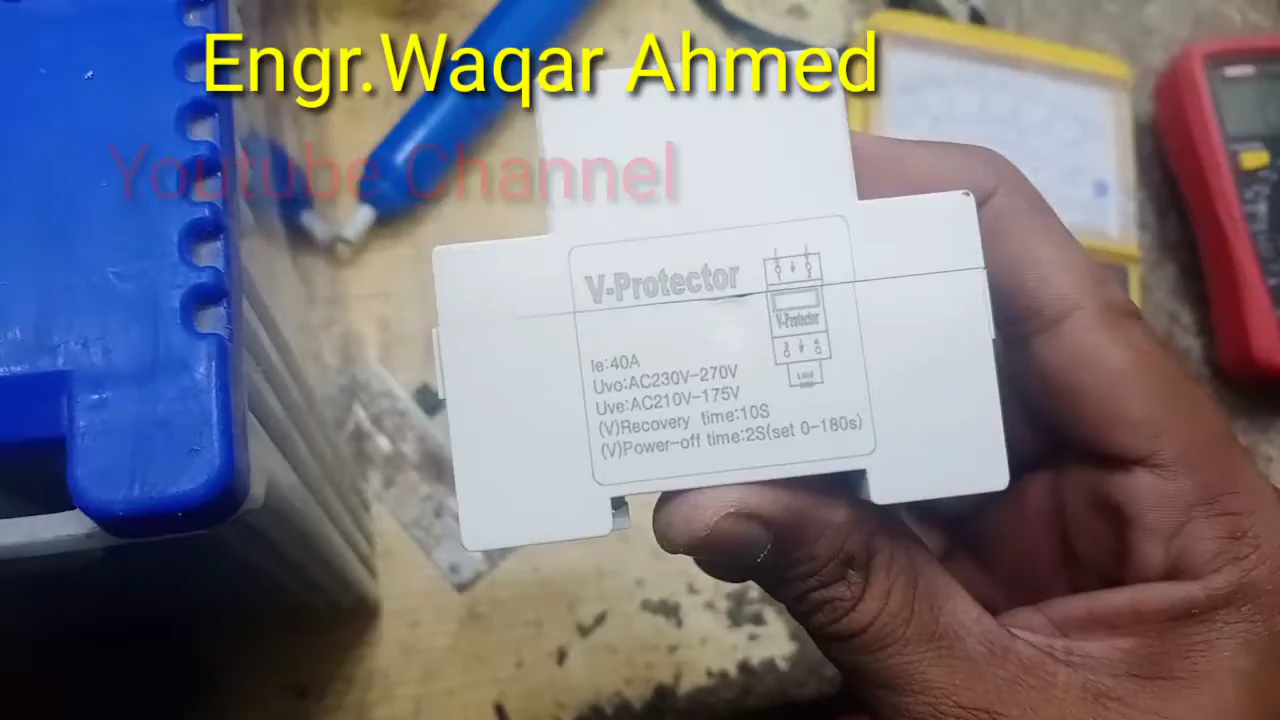 Engr.Waqar Ahmed
Youtube Channel
V-Protector
V-Protector
Ie:40A
Uvo:AC230V-270V
Uve:AC210V-175V
(V)Recovery time:10S
(V)Power-off time:2S(set 0-180s)